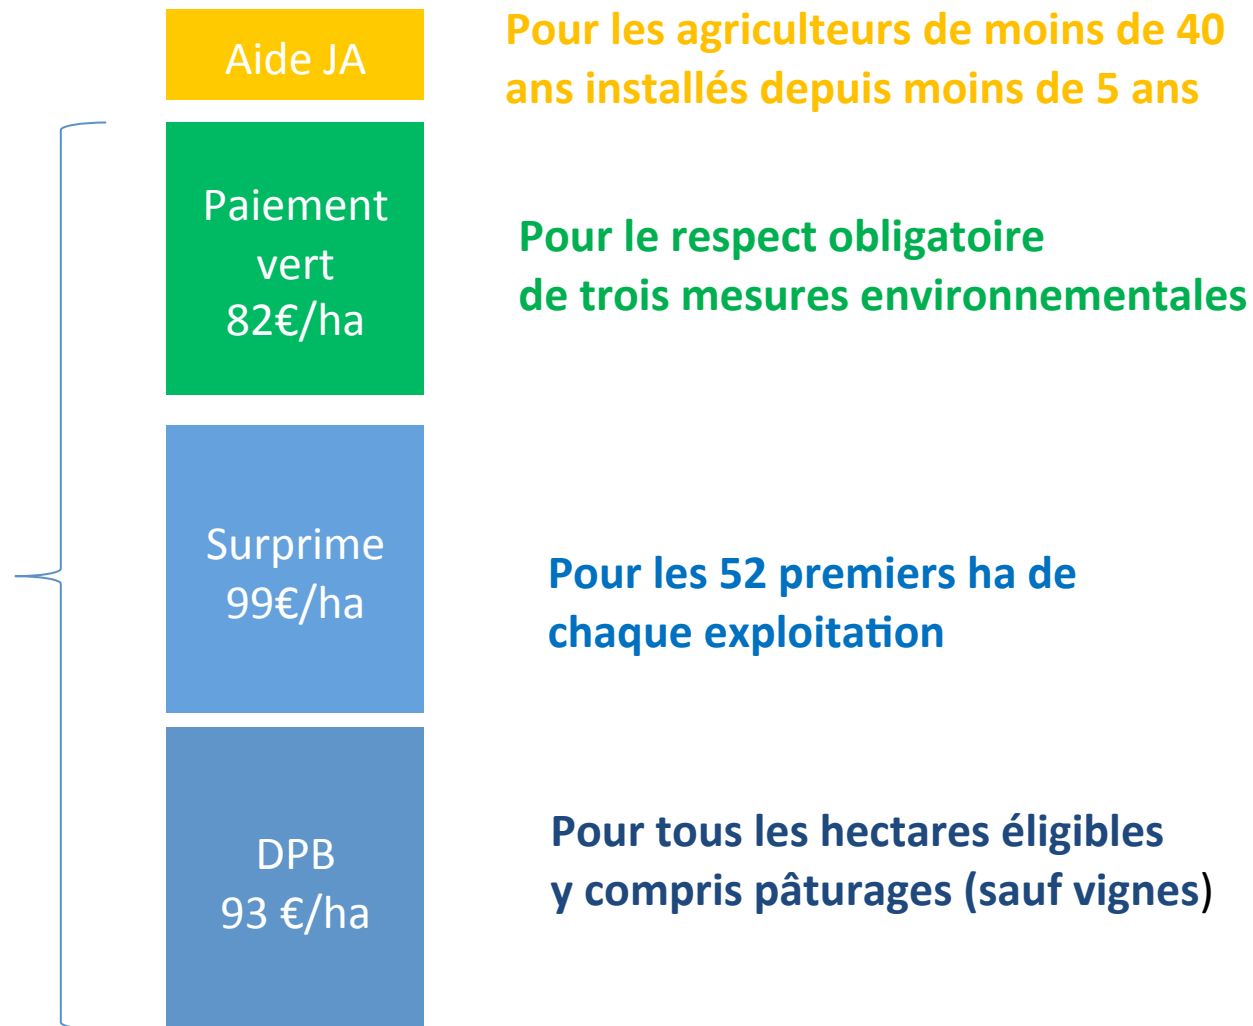 Aide JA
Pour les agriculteurs de moins de 40
ans installés depuis moins de 5 ans
Paiement
vert
82€/ha
Pour le respect obligatoire
de trois mesures environnementales
Surprime
99€/ha
Pour les 52 premiers ha de
chaque exploitation
DPB
93 €/ha
Pour tous les hectares éligibles
y compris pâturages (sauf vignes)